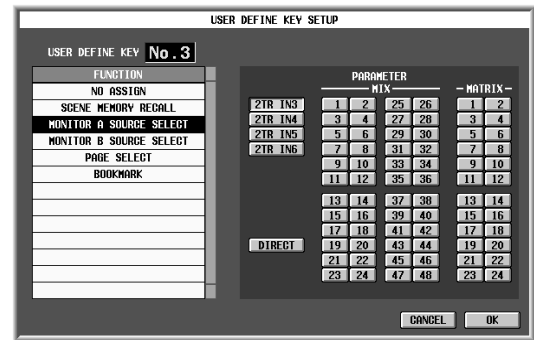 USER DEFINE KEY SETUP
USER DEFINE KEY No.3
FUNCTION
NO ASSIGN
SCENE MEMORY RECALL
MONITOR A SOURCE SELECT
MONITOR B SOURCE SELECT
PAGE SELECT
BOOKMARK
PARAMETER
MIX MATRIX
2TR IN3 1 2 25 26 1 2
2TR IN4 3 4 27 28 3 4
2TR IN5 5 6 29 30 5 6
2TR IN6 7 8 31 32 7 8
9 10 33 34 9 10
11 12 35 36 11 12
13 14 37 38 13 14
15 16 39 40 15 16
17 18 41 42 17 18
DIRECT 19 20 43 44 19 20
21 22 45 46 21 22
23 24 47 48 23 24
CANCEL OK